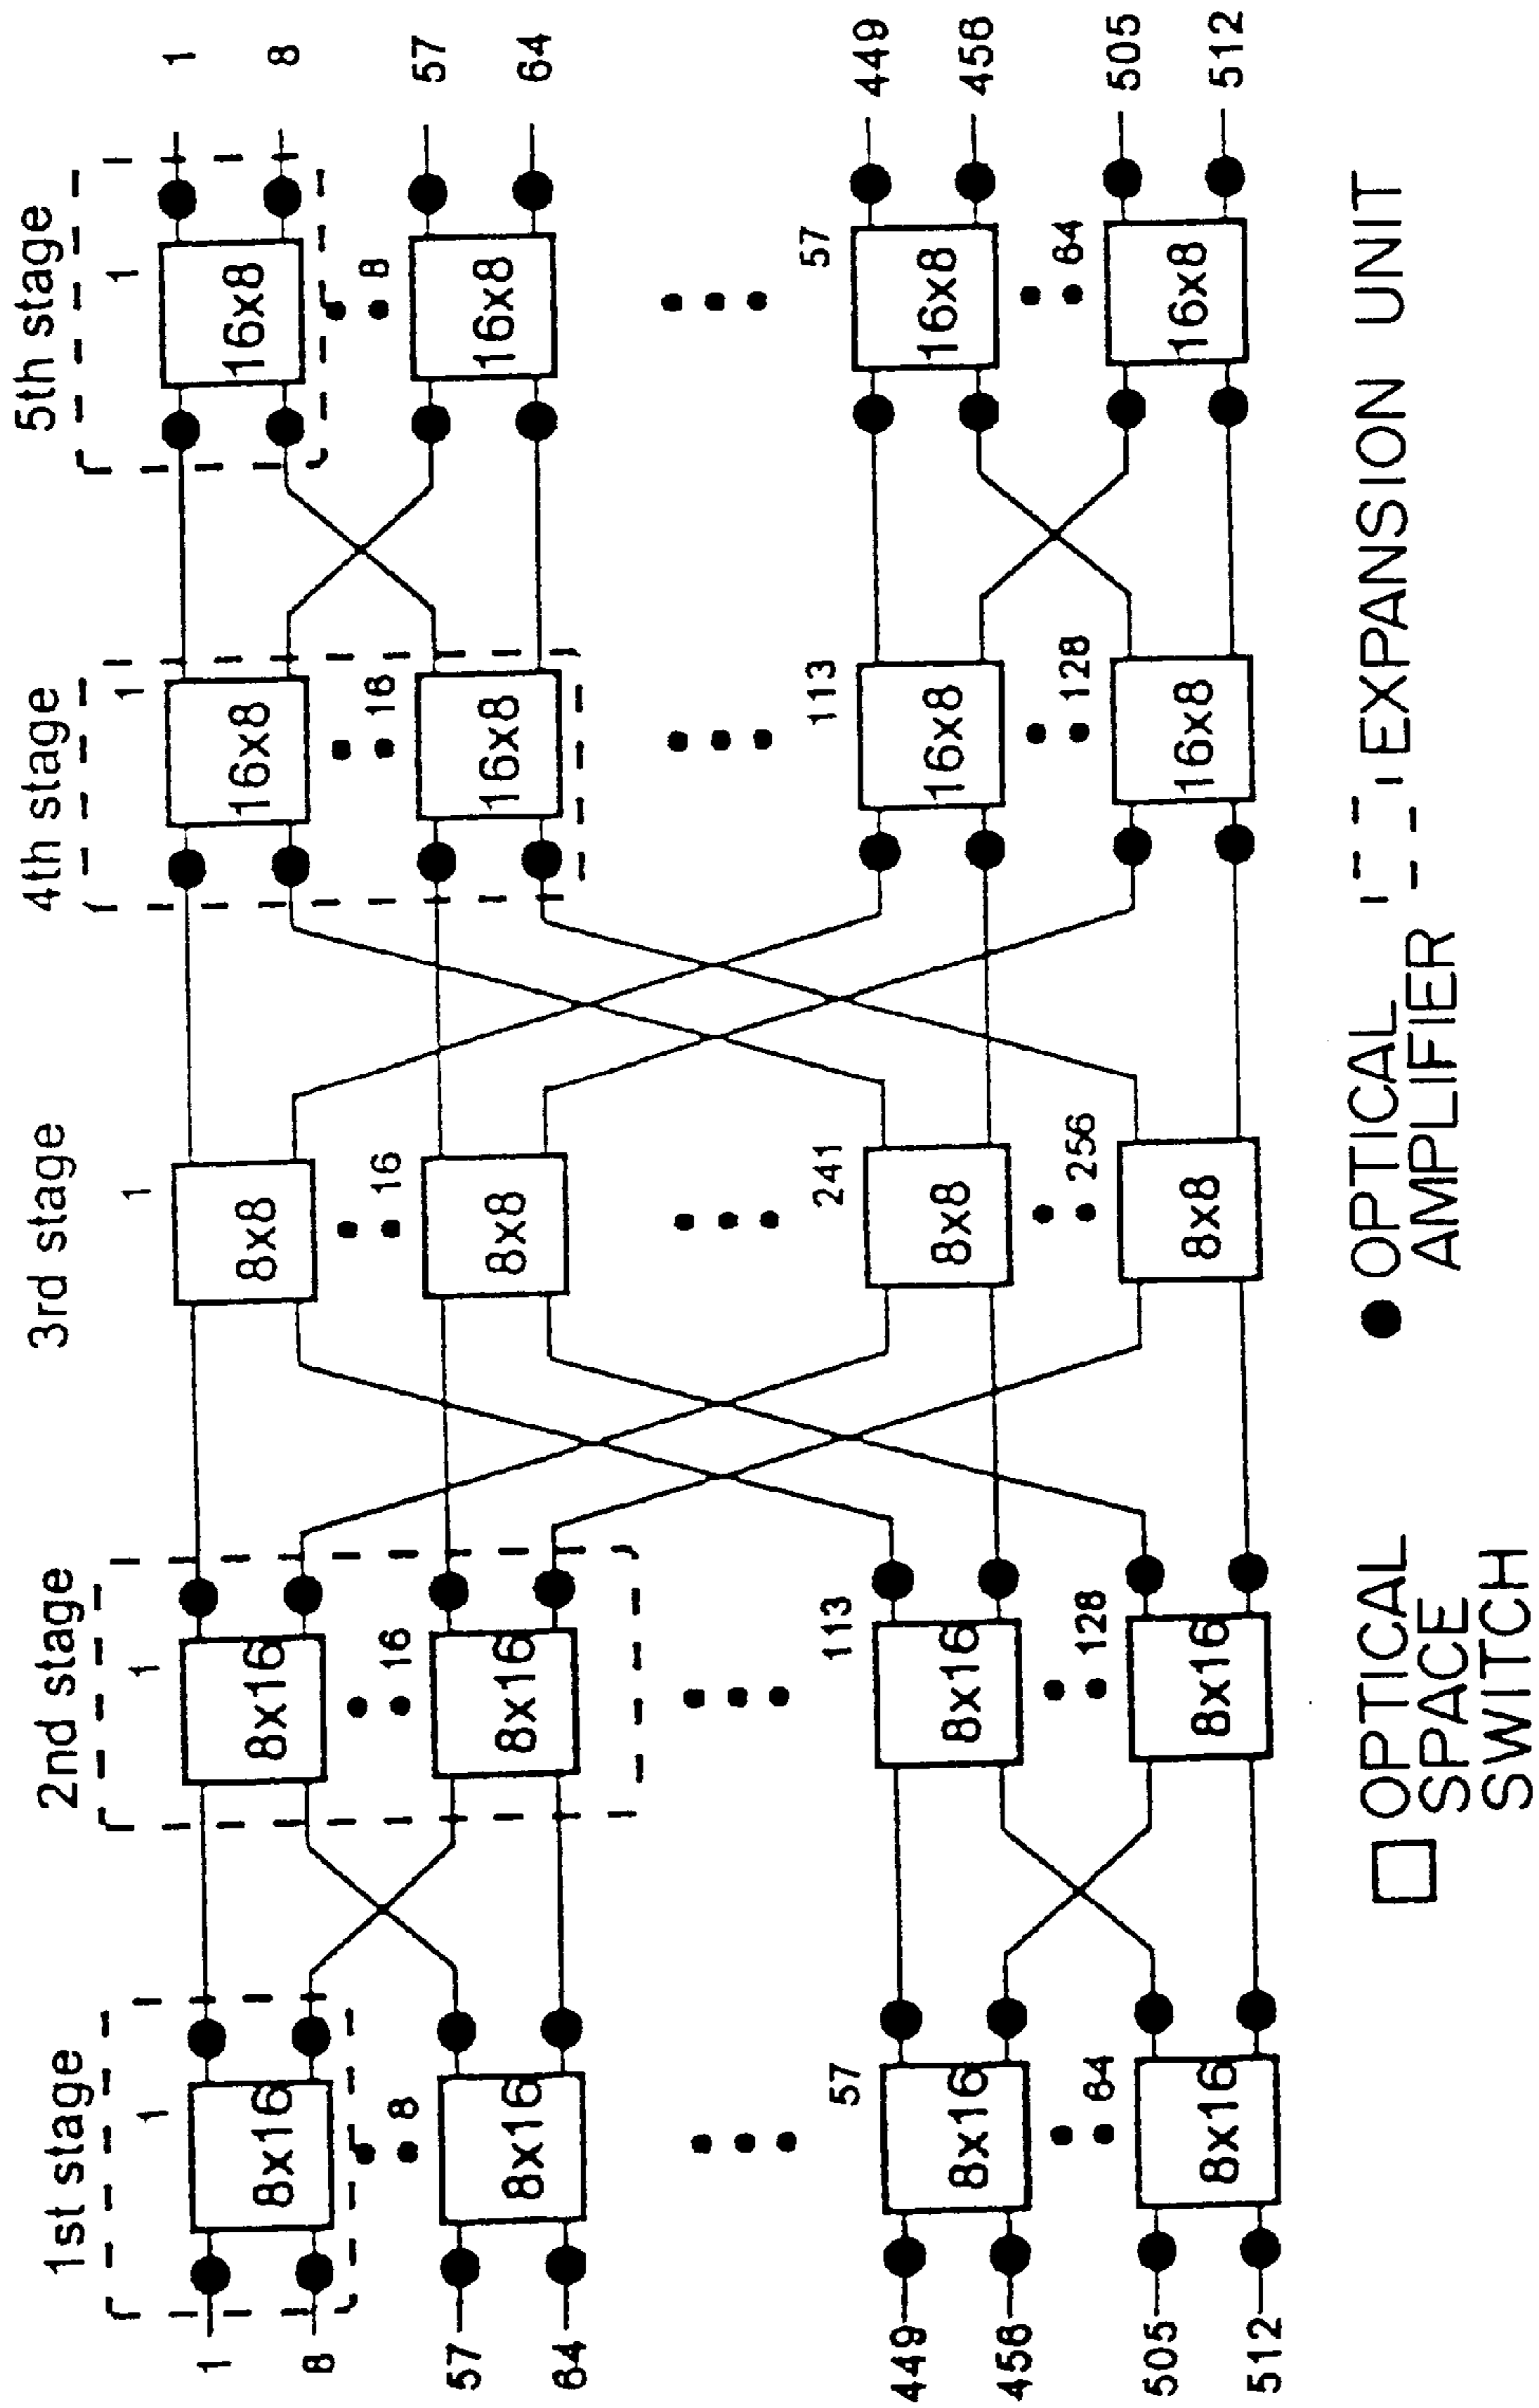 1st stage
2nd stage
3rd stage
4th stage
5th stage
1
1
1
1
1
1
1
8x16
8x16
8x8
16x8
16x8
8
8
8
16
16
16
8
57
57
8x16
8x16
8x8
16x8
16x8
64
64
57
113
241
113
57
449
449
8x16
8x16
8x8
16x8
16x8
456
456
64
128
256
128
64
505
505
8x16
8x16
8x8
16x8
16x8
512
512
OPTICAL
SPACE
SWITCH
OPTICAL
AMPLIFIER
EXPANSION UNIT